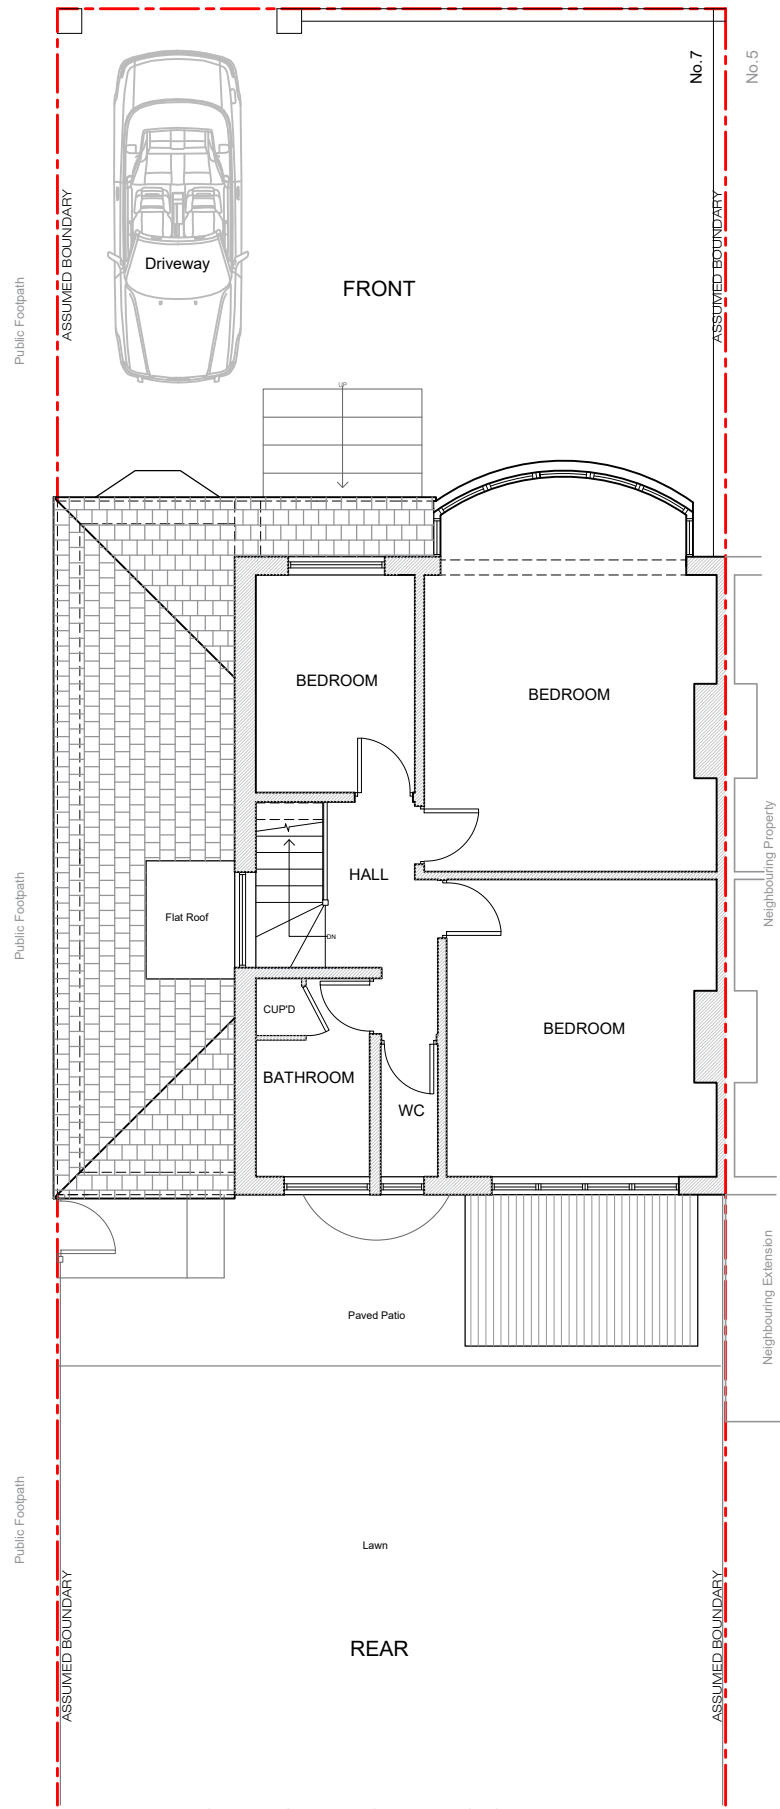 No.7
No.5
ASSUMED BOUNDARY
ASSUMED BOUNDARY
Driveway
FRONT
Public Footpath
UP
BEDROOM
BEDROOM
HALL
Neighbouring Property
Public Footpath
Flat Roof
DN
CUP'D
BEDROOM
BATHROOM
WC
Neighbouring Extension
Paved Patio
Public Footpath
Lawn
ASSUMED BOUNDARY
ASSUMED BOUNDARY
REAR